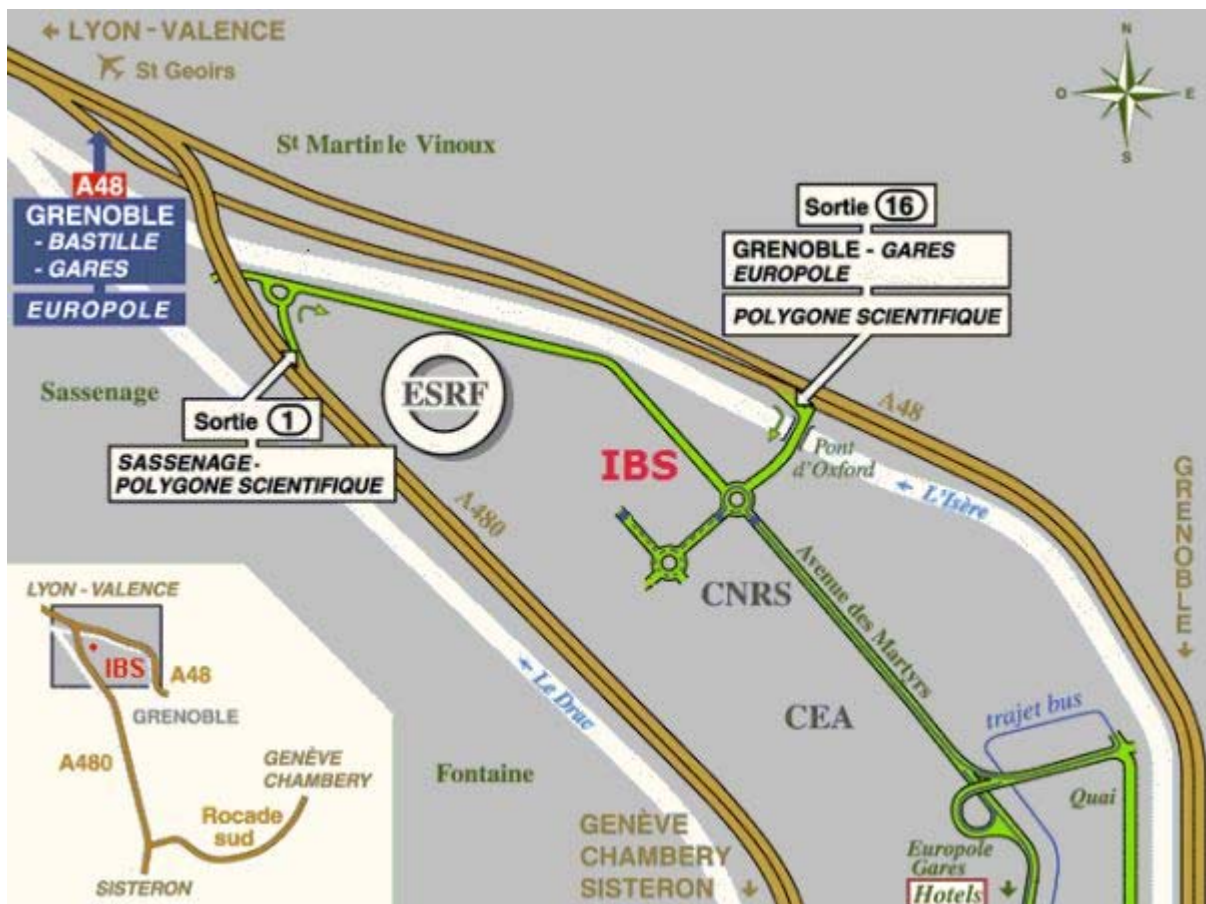 LYON - VALENCE
St Geoirs
N
O
E
S
St Martin le Vinoux
A48
GRENOBLE
- BASTILLE
- GARES
EUROPOLE
Sortie 16
GRENOBLE - GARES
EUROPOLE
POLYGONE SCIENTIFIQUE
Sassenage
ESRF
Sortie 1
SASSENAGE-
POLYGONE SCIENTIFIQUE
A48
IBS
Pont
d'Oxford
L'Isère
GRENOBLE
A480
CNRS
Avenue des Martyrs
LYON - VALENCE
IBS
A48
GRENOBLE
A480
GENÈVE
CHAMBERY
Rocade
sud
SISTERON
Le Drac
CEA
trajet bus
Fontaine
Quai
GENÈVE
CHAMBERY
SISTERON
Europole
Gares
Hotels